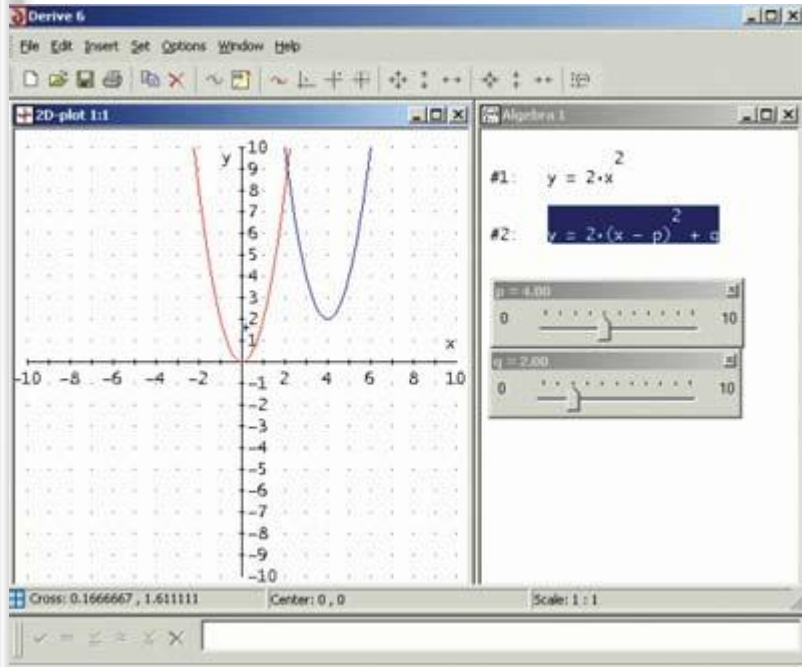 Derive 6
File Edit Insert Set Options Window Help
2D-plot 1:1
Algebra 1
y
10
9
8
7
6
5
4
3
2
1
x
-10 -8 -6 -4 -2 2 4 6 8 10
-1
-2
-3
-4
-5
-6
-7
-8
-9
-10
#1: y = 2·x²
#2: y = 2·(x - p)² + q
p = 4.00
0 10
q = 2.00
0 10
Cross: 0.1666667 , 1.611111 Center: 0 , 0 Scale: 1 : 1